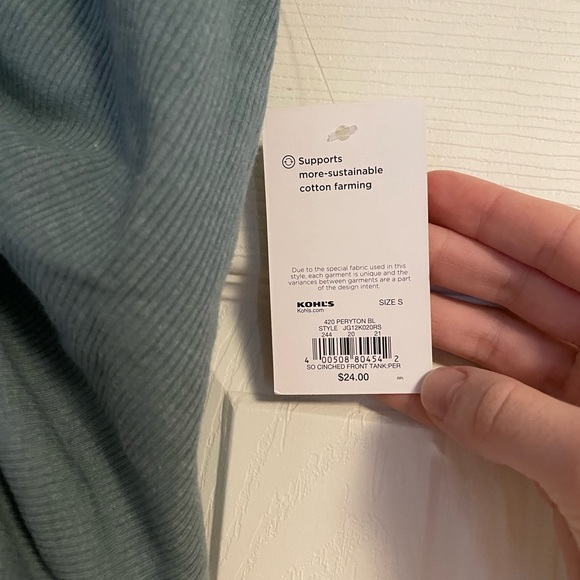 Supports
more-sustainable
cotton farming
Due to the special fabric used in this
style, each garment is unique and the
variances between garments are a part
of the design intent.
KOHL'S SIZE S
Kohls.com
420 PERYTON BL
STYLE JG12K020RS
244 20 21
4 00508 80454 2
SO CINCHED FRONT TANK:PER
$24.00